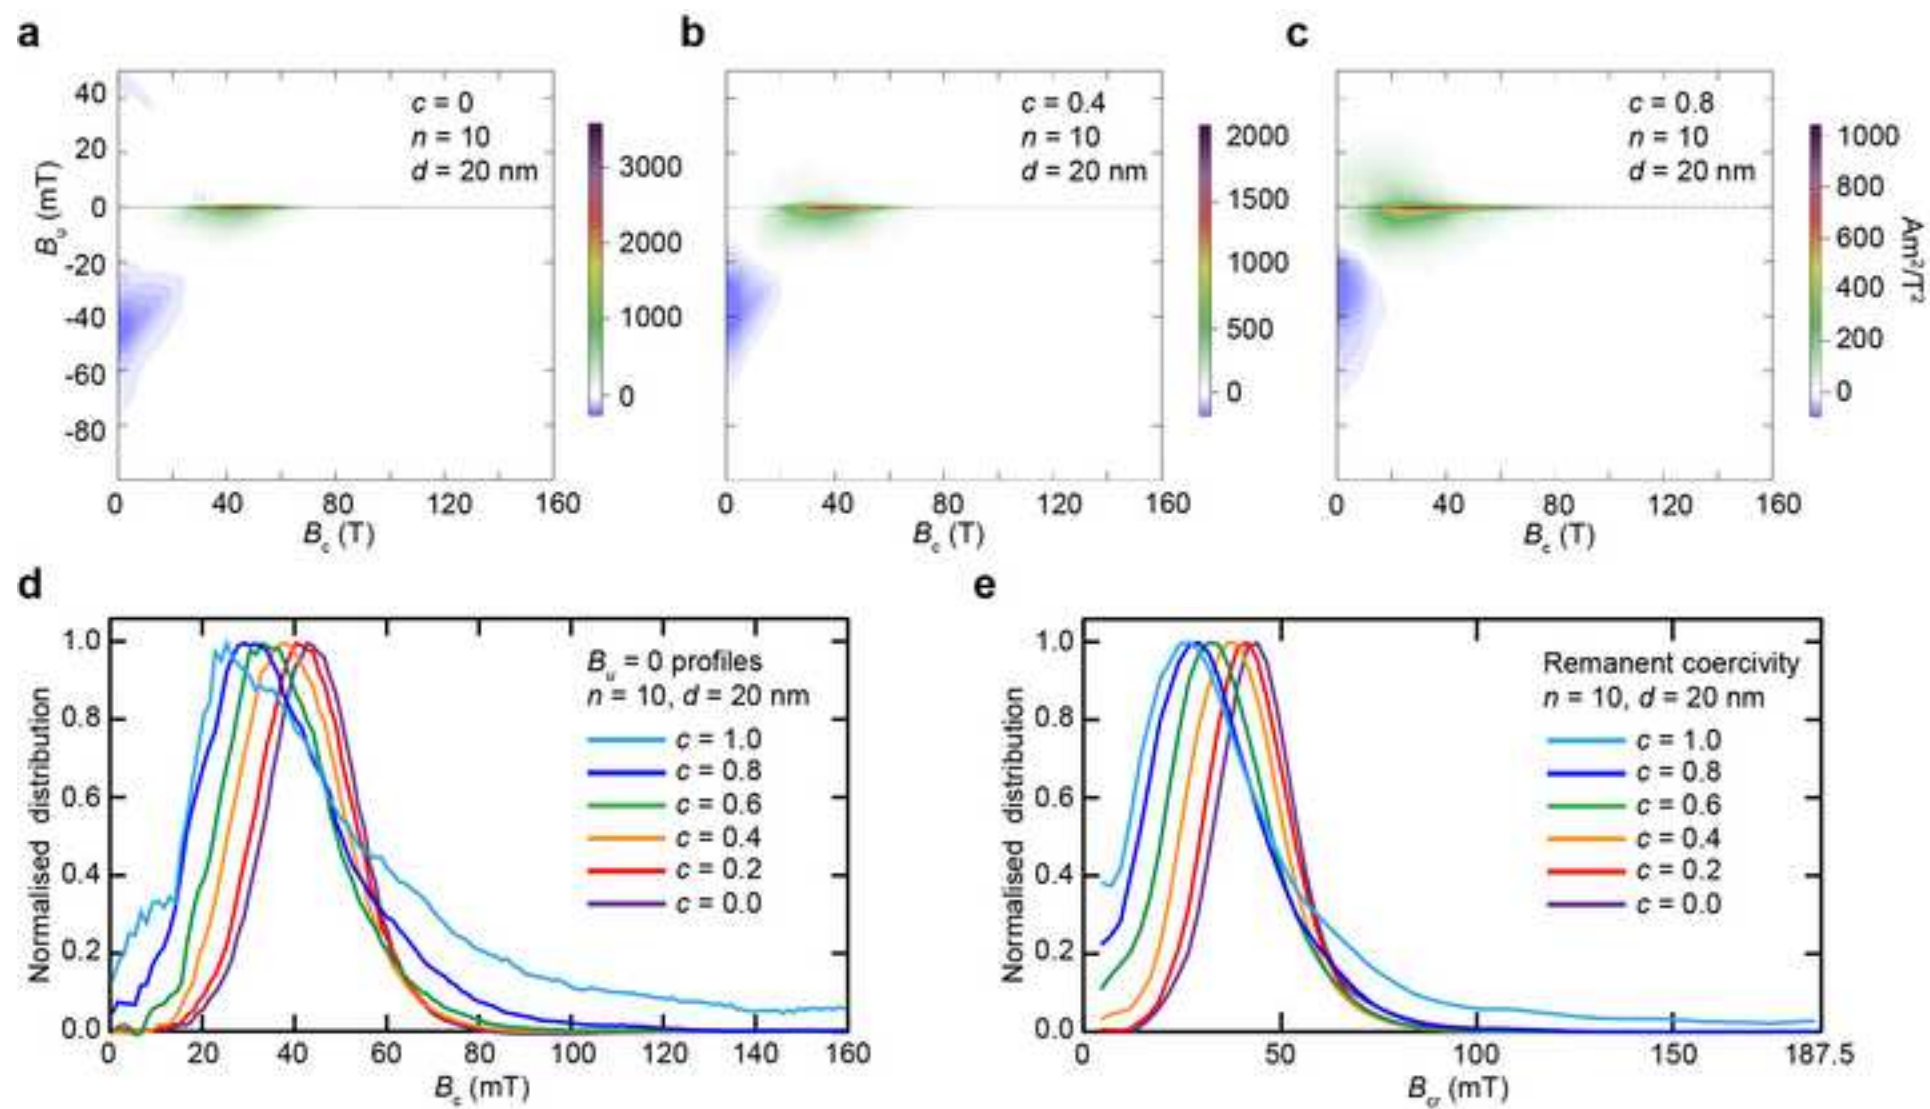 a
b
c
40
20
0
-20
-40
-60
-80
Bu (mT)
c = 0
n = 10
d = 20 nm
3000
2000
1000
0
0 40 80 120 160
Bc (T)
c = 0.4
n = 10
d = 20 nm
2000
1500
1000
500
0
0 40 80 120 160
Bc (T)
c = 0.8
n = 10
d = 20 nm
1000
800
600
400
200
0
Am²/T²
0 40 80 120 160
Bc (T)
d
1.0
0.8
0.6
0.4
0.2
0.0
Normalised distribution
Bu = 0 profiles
n = 10, d = 20 nm
c = 1.0
c = 0.8
c = 0.6
c = 0.4
c = 0.2
c = 0.0
0 20 40 60 80 100 120 140 160
Bc (mT)
e
1.0
0.8
0.6
0.4
0.2
0.0
Normalised distribution
Remanent coercivity
n = 10, d = 20 nm
c = 1.0
c = 0.8
c = 0.6
c = 0.4
c = 0.2
c = 0.0
0 50 100 150 187.5
Bcr (mT)